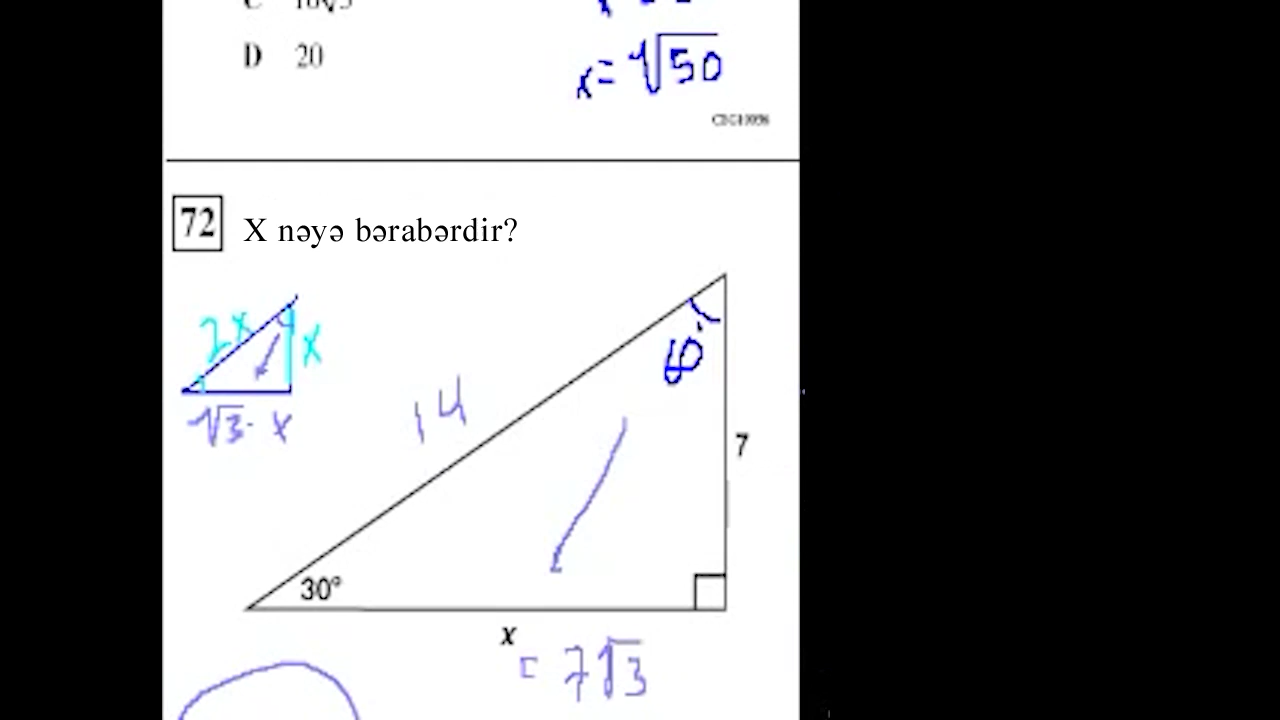 D 20
x = √50
72 X nəyə bərabərdir?
2x
x
√3 · x
60°
14
7
30°
x
= 7√3